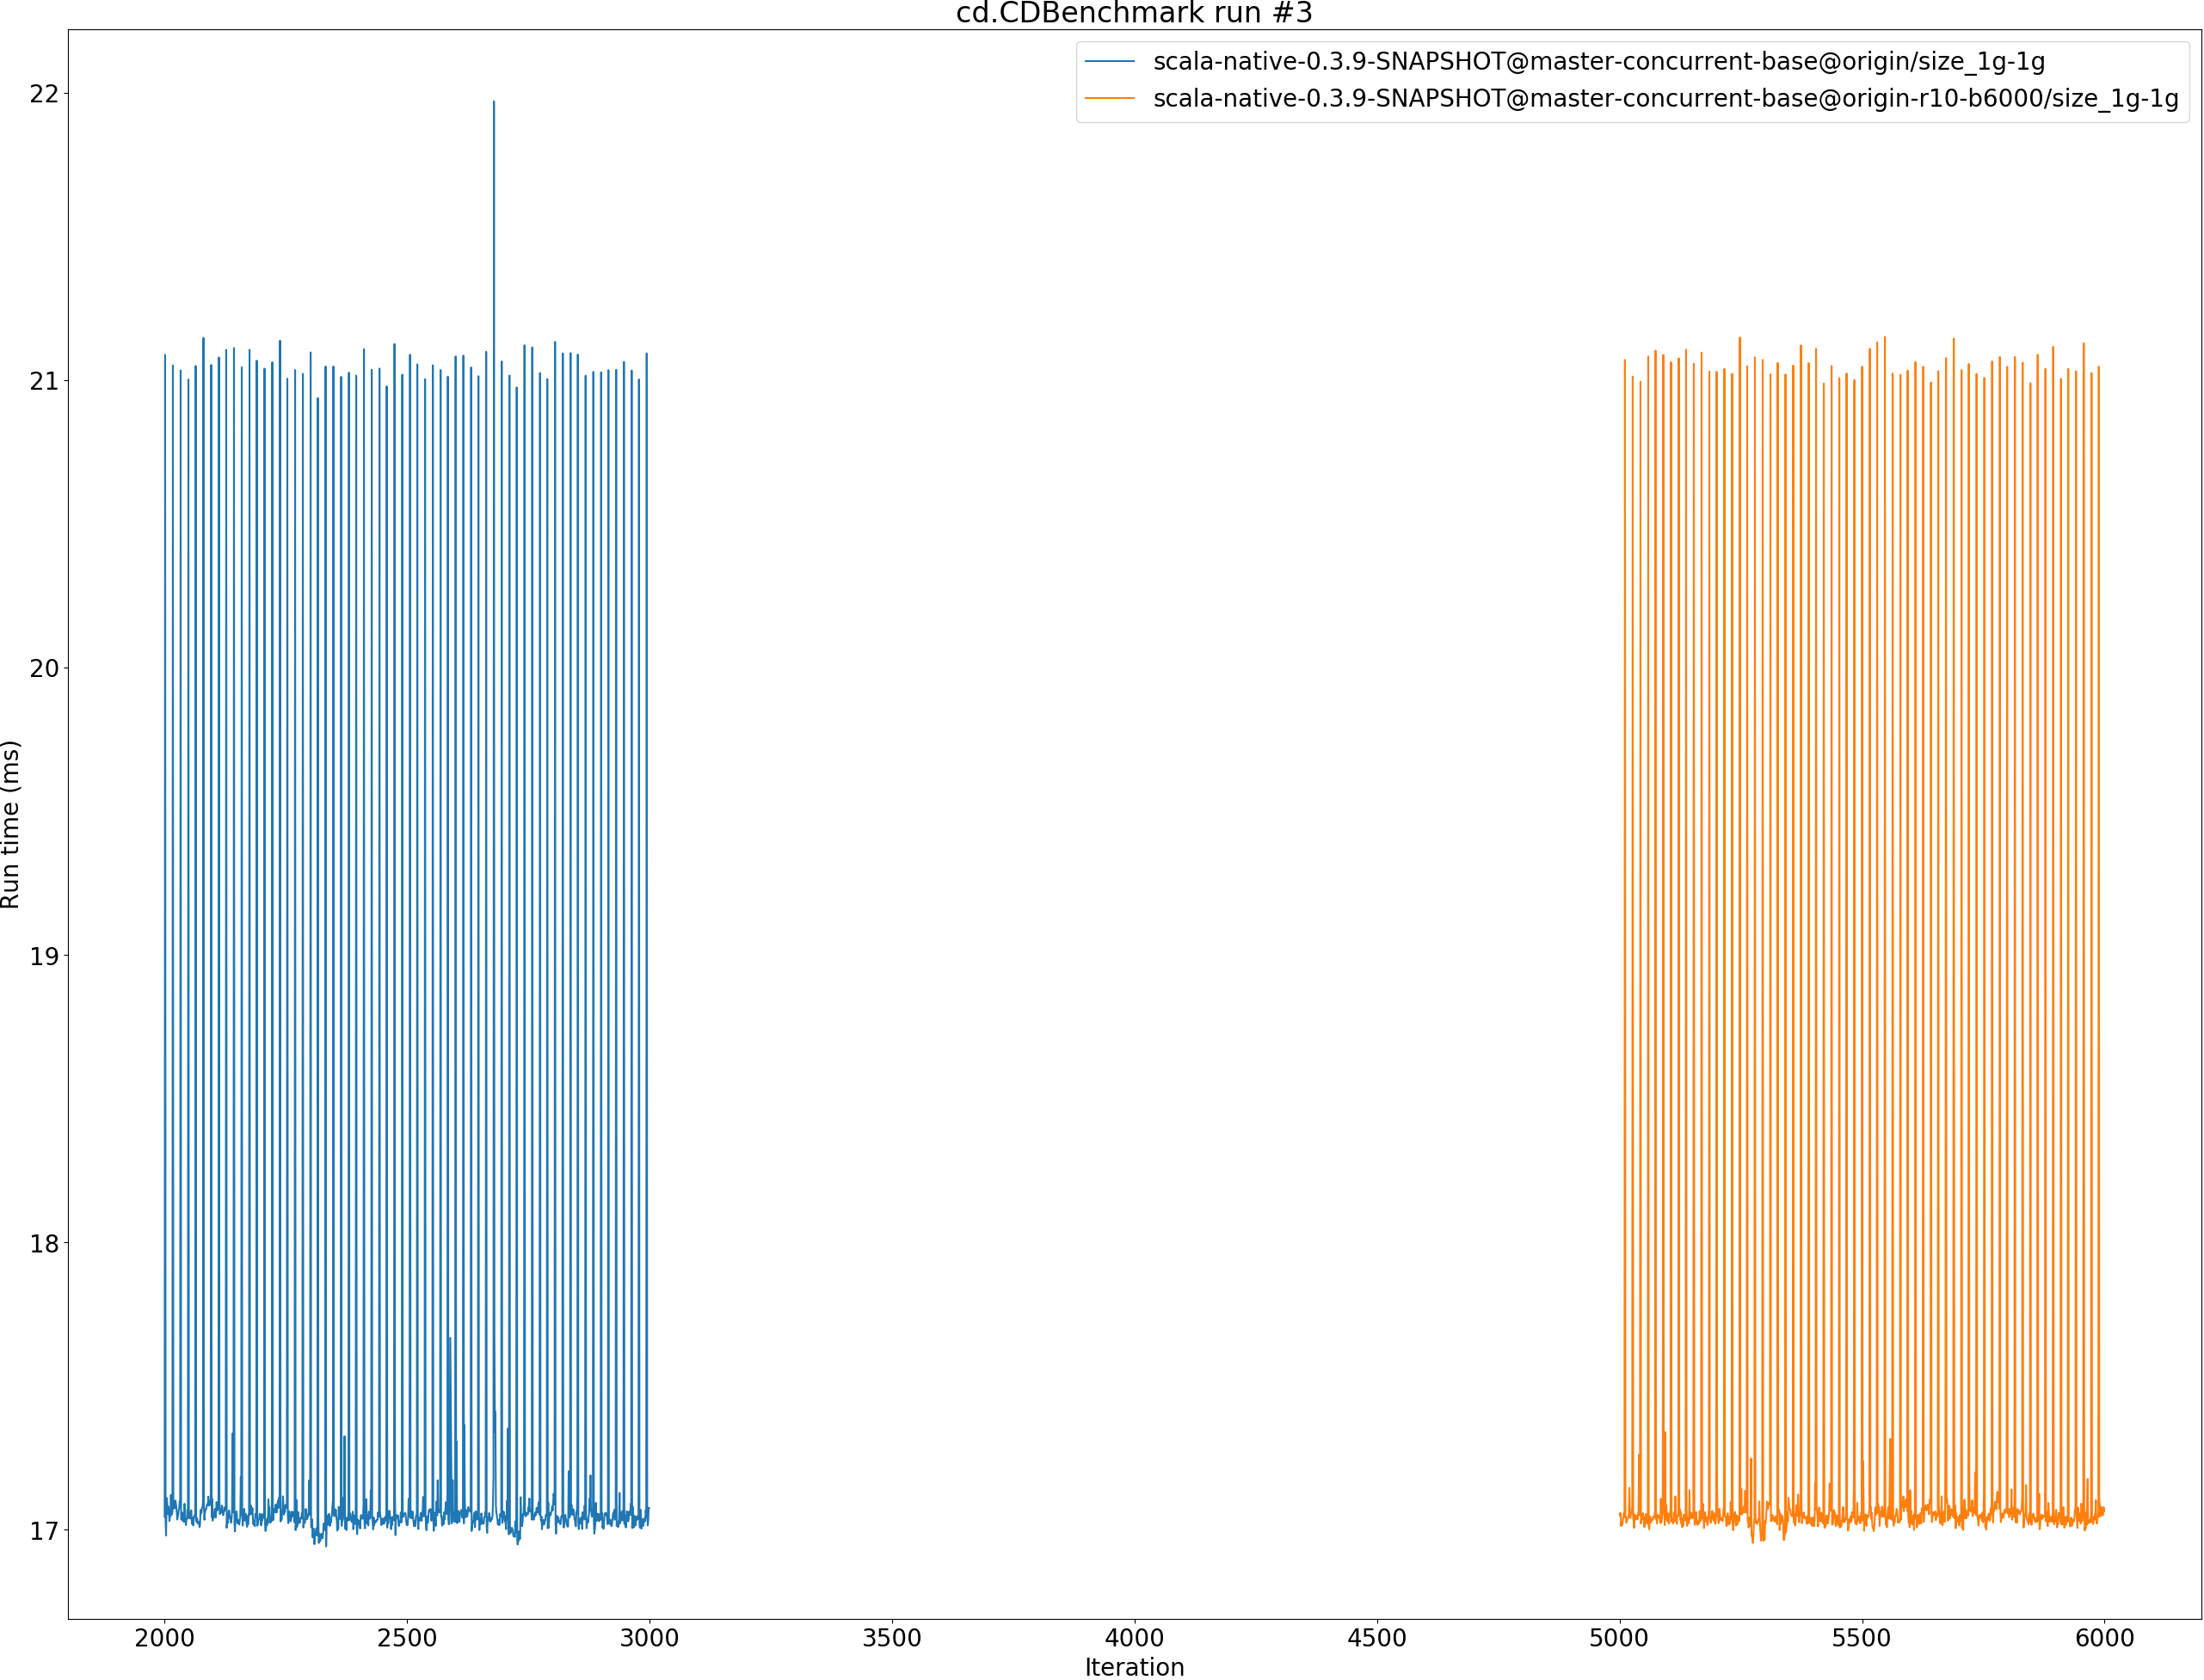 cd.CDBenchmark run #3
scala-native-0.3.9-SNAPSHOT@master-concurrent-base@origin/size_1g-1g
scala-native-0.3.9-SNAPSHOT@master-concurrent-base@origin-r10-b6000/size_1g-1g
22
21
20
19
18
17
Run time (ms)
2000 2500 3000 3500 4000 4500 5000 5500 6000
Iteration